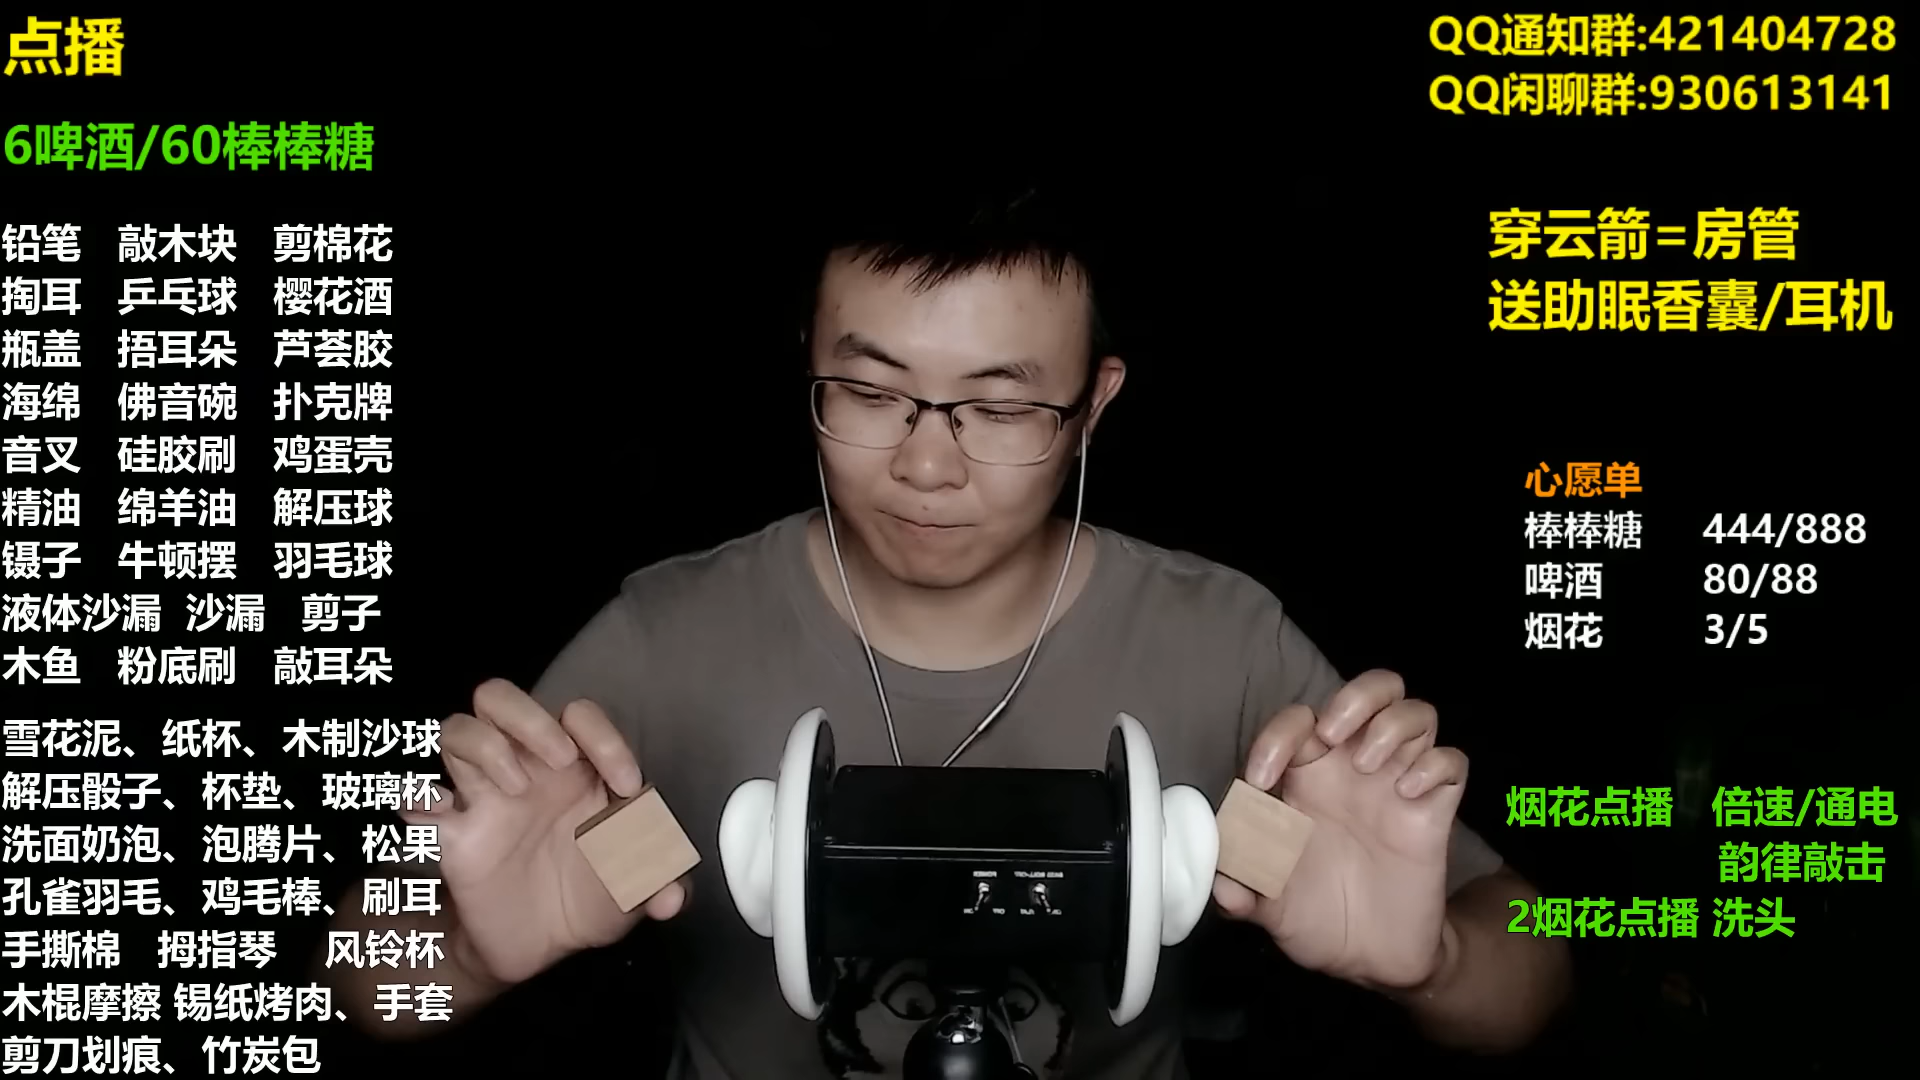 点播
6啤酒/60棒棒糖
铅笔 敲木块 剪棉花
掏耳 乒乓球 樱花酒
瓶盖 捂耳朵 芦荟胶
海绵 佛音碗 扑克牌
音叉 硅胶刷 鸡蛋壳
精油 绵羊油 解压球
镊子 牛顿摆 羽毛球
液体沙漏 沙漏 剪子
木鱼 粉底刷 敲耳朵
雪花泥、纸杯、木制沙球
解压骰子、杯垫、玻璃杯
洗面奶泡、泡腾片、松果
孔雀羽毛、鸡毛棒、刷耳
手撕棉 拇指琴 风铃杯
木棍摩擦 锡纸烤肉、手套
剪刀划痕、竹炭包
QQ通知群:421404728
QQ闲聊群:930613141
穿云箭=房管
送助眠香囊/耳机
心愿单
棒棒糖 444/888
啤酒 80/88
烟花 3/5
烟花点播 倍速/通电
韵律敲击
2烟花点播 洗头